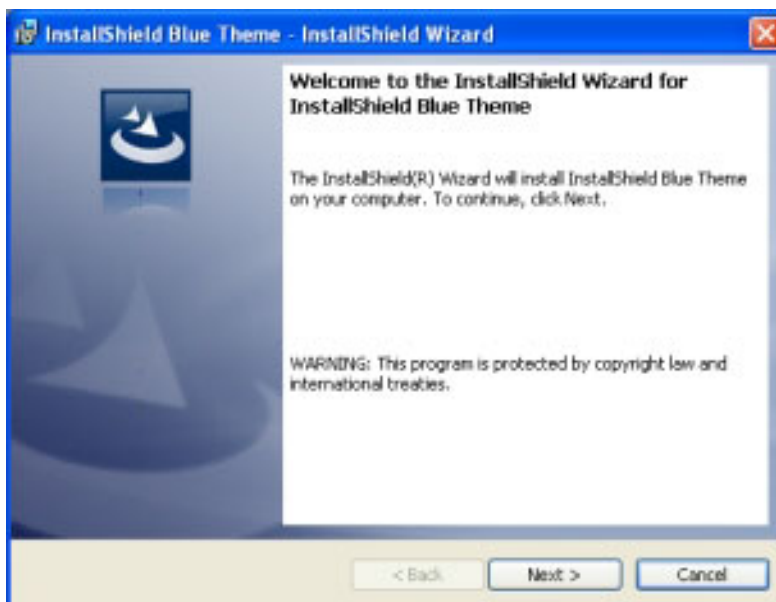 InstallShield Blue Theme - InstallShield Wizard
Welcome to the InstallShield Wizard for
InstallShield Blue Theme
The InstallShield(R) Wizard will install InstallShield Blue Theme
on your computer. To continue, click Next.
WARNING: This program is protected by copyright law and
international treaties.
< Back
Next >
Cancel